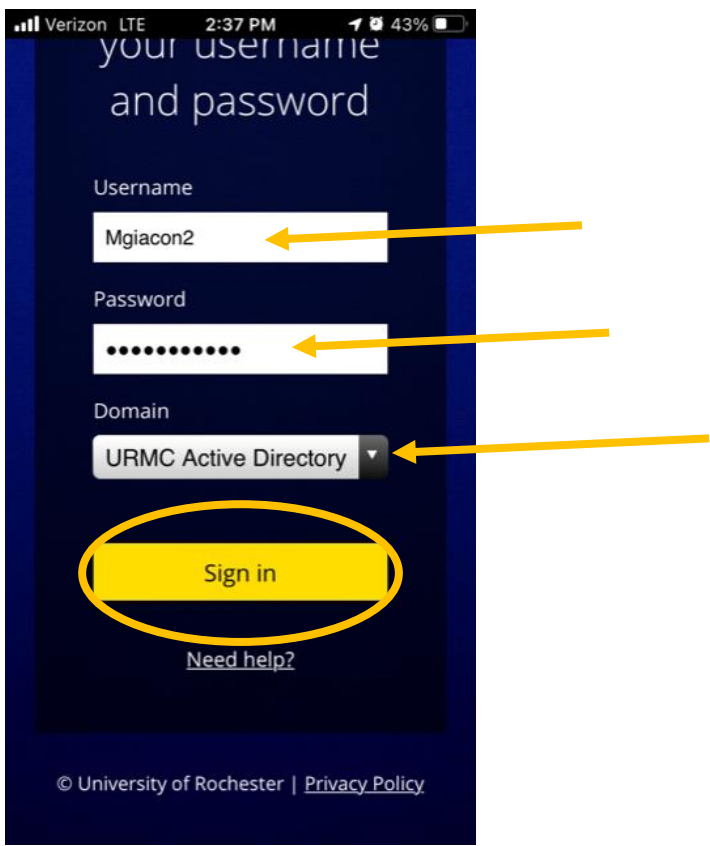 Verizon LTE 2:37 PM 43%
your username
and password
Username
Mgiacon2
Password
•••••••••••
Domain
URMC Active Directory
Sign in
Need help?
© University of Rochester | Privacy Policy